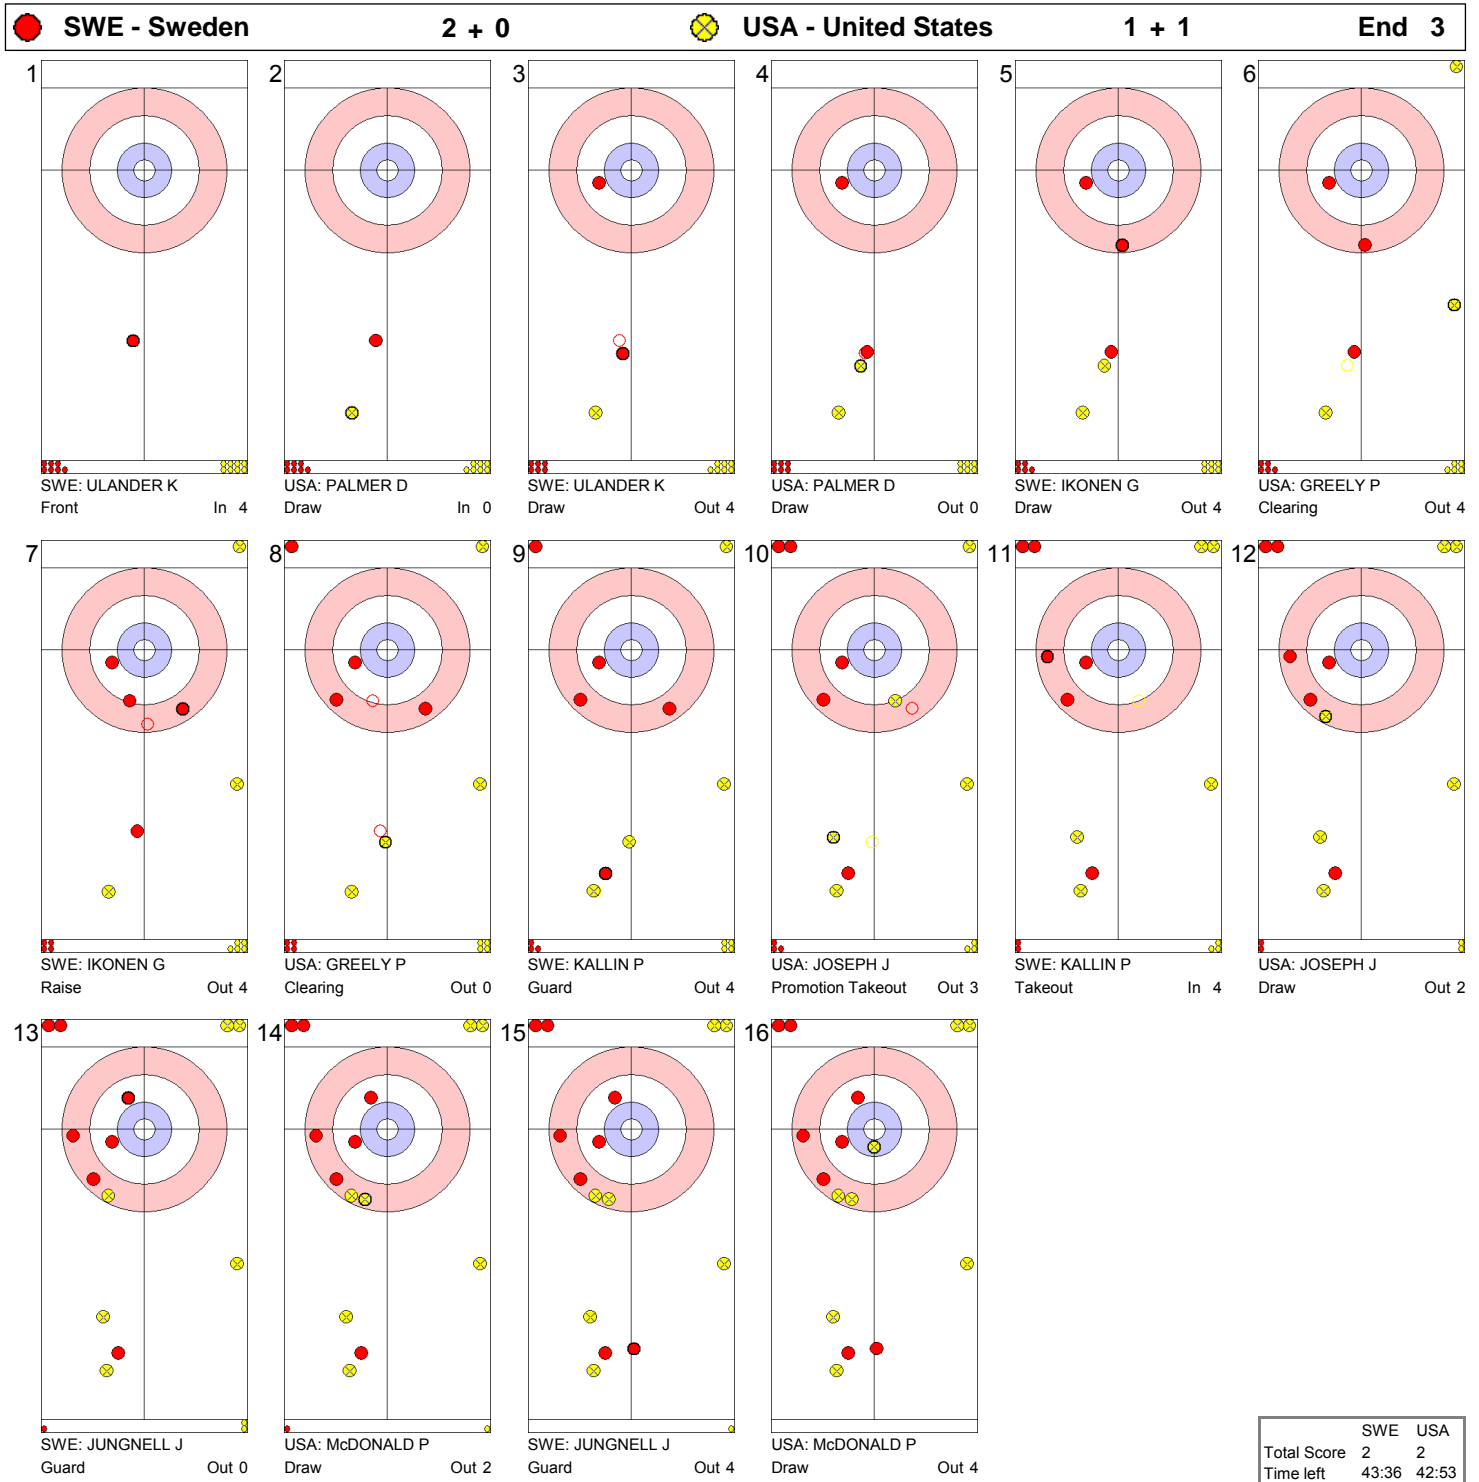 SWE - Sweden 2 + 0 USA - United States 1 + 1 End 3
1 2 3 4 5 6
SWE: ULANDER K USA: PALMER D SWE: ULANDER K USA: PALMER D SWE: IKONEN G USA: GREELY P
Front In 4 Draw In 0 Draw Out 4 Draw Out 0 Draw Out 4 Clearing Out 4
7 8 9 10 11 12
SWE: IKONEN G USA: GREELY P SWE: KALLIN P USA: JOSEPH J SWE: KALLIN P USA: JOSEPH J
Raise Out 4 Clearing Out 0 Guard Out 4 Promotion Takeout Out 3 Takeout In 4 Draw Out 2
13 14 15 16
SWE: JUNGNELL J USA: McDONALD P SWE: JUNGNELL J USA: McDONALD P
Guard Out 0 Draw Out 2 Guard Out 4 Draw Out 4
SWE USA
Total Score 2 2
Time left 43:36 42:53